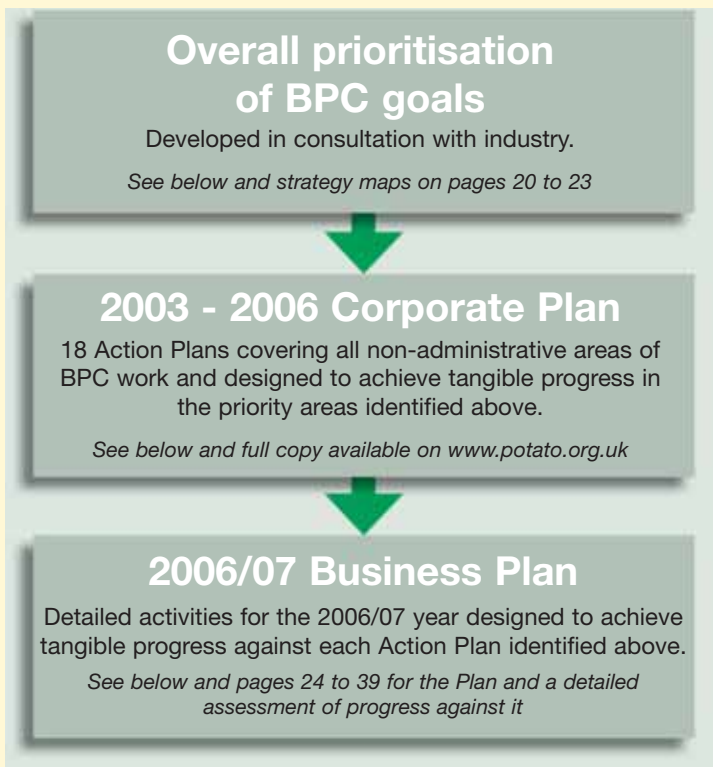 Overall prioritisation
of BPC goals
Developed in consultation with industry.
See below and strategy maps on pages 20 to 23
2003 - 2006 Corporate Plan
18 Action Plans covering all non-administrative areas of
BPC work and designed to achieve tangible progress in
the priority areas identified above.
See below and full copy available on www.potato.org.uk
2006/07 Business Plan
Detailed activities for the 2006/07 year designed to achieve
tangible progress against each Action Plan identified above.
See below and pages 24 to 39 for the Plan and a detailed
assessment of progress against it